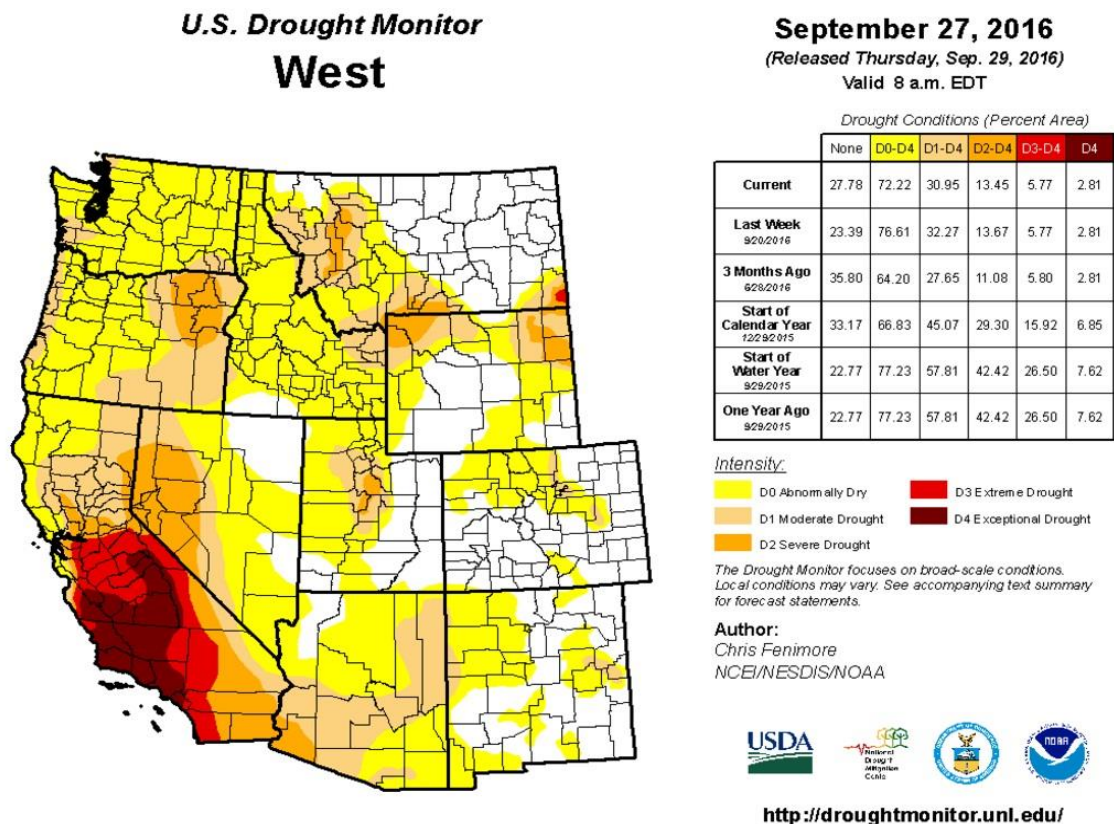 U.S. Drought Monitor
West
September 27, 2016
(Released Thursday, Sep. 29, 2016)
Valid 8 a.m. EDT
Drought Conditions (Percent Area)
None D0-D4 D1-D4 D2-D4 D3-D4 D4
Current 27.78 72.22 30.95 13.45 5.77 2.81
Last Week 23.39 76.61 32.27 13.67 5.77 2.81
9/20/2016
3 Months Ago 35.80 64.20 27.65 11.08 5.80 2.81
6/28/2016
Start of
Calendar Year 33.17 66.83 45.07 29.30 15.92 6.85
12/29/2015
Start of
Water Year 22.77 77.23 57.81 42.42 26.50 7.62
9/29/2015
One Year Ago 22.77 77.23 57.81 42.42 26.50 7.62
9/29/2015
Intensity:
D0 Abnormally Dry
D1 Moderate Drought
D2 Severe Drought
D3 Extreme Drought
D4 Exceptional Drought
The Drought Monitor focuses on broad-scale conditions.
Local conditions may vary. See accompanying text summary
for forecast statements.
Author:
Chris Fenimore
NCEI/NESDIS/NOAA
USDA
National
Drought
Mitigation
Center
NOAA
http://droughtmonitor.unl.edu/